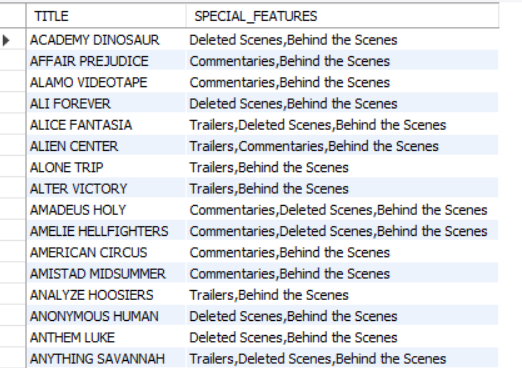 TITLE SPECIAL_FEATURES
ACADEMY DINOSAUR Deleted Scenes,Behind the Scenes
AFFAIR PREJUDICE Commentaries,Behind the Scenes
ALAMO VIDEOTAPE Commentaries,Behind the Scenes
ALI FOREVER Deleted Scenes,Behind the Scenes
ALICE FANTASIA Trailers,Deleted Scenes,Behind the Scenes
ALIEN CENTER Trailers,Commentaries,Behind the Scenes
ALONE TRIP Trailers,Behind the Scenes
ALTER VICTORY Trailers,Behind the Scenes
AMADEUS HOLY Commentaries,Deleted Scenes,Behind the Scenes
AMELIE HELLFIGHTERS Commentaries,Deleted Scenes,Behind the Scenes
AMERICAN CIRCUS Commentaries,Behind the Scenes
AMISTAD MIDSUMMER Commentaries,Behind the Scenes
ANALYZE HOOSIERS Trailers,Behind the Scenes
ANONYMOUS HUMAN Deleted Scenes,Behind the Scenes
ANTHEM LUKE Deleted Scenes,Behind the Scenes
ANYTHING SAVANNAH Trailers,Deleted Scenes,Behind the Scenes